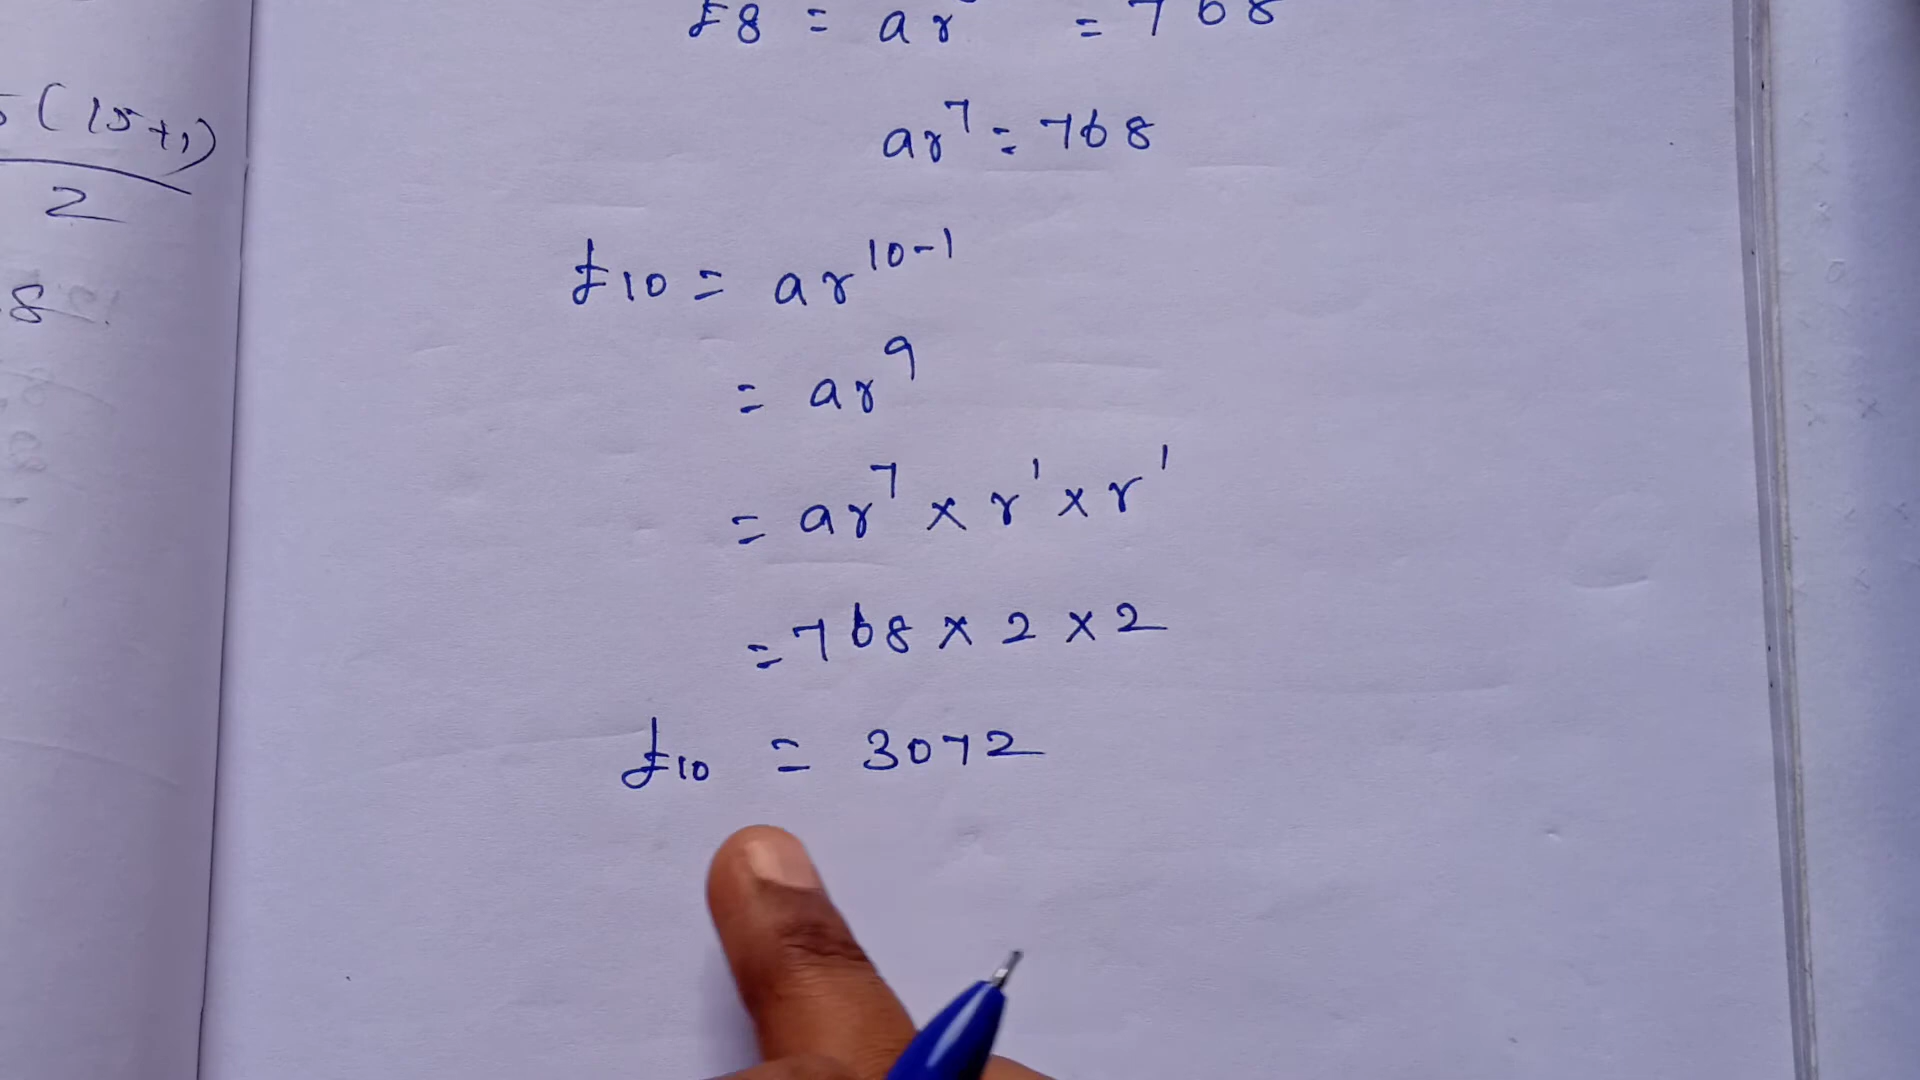 (15+1)
2
8
t8 = ar = 768
ar⁷ = 768
t10 = ar¹⁰⁻¹
= ar⁹
= ar⁷ × r¹ × r¹
= 768 × 2 × 2
t10 = 3072